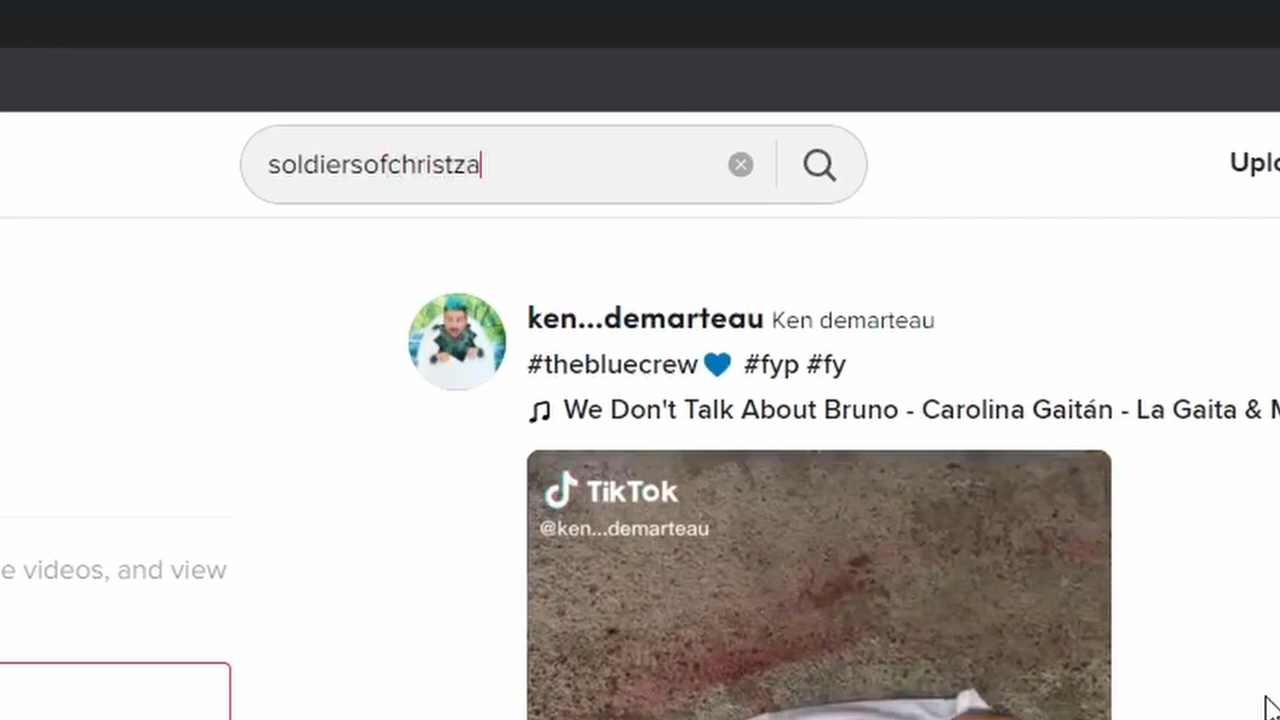 soldiersofchristza
ken...demarteau Ken demarteau
#thebluecrew💙 #fyp #fy
We Don't Talk About Bruno - Carolina Gaitán - La Gaita &
TikTok
@ken...demarteau
e videos, and view